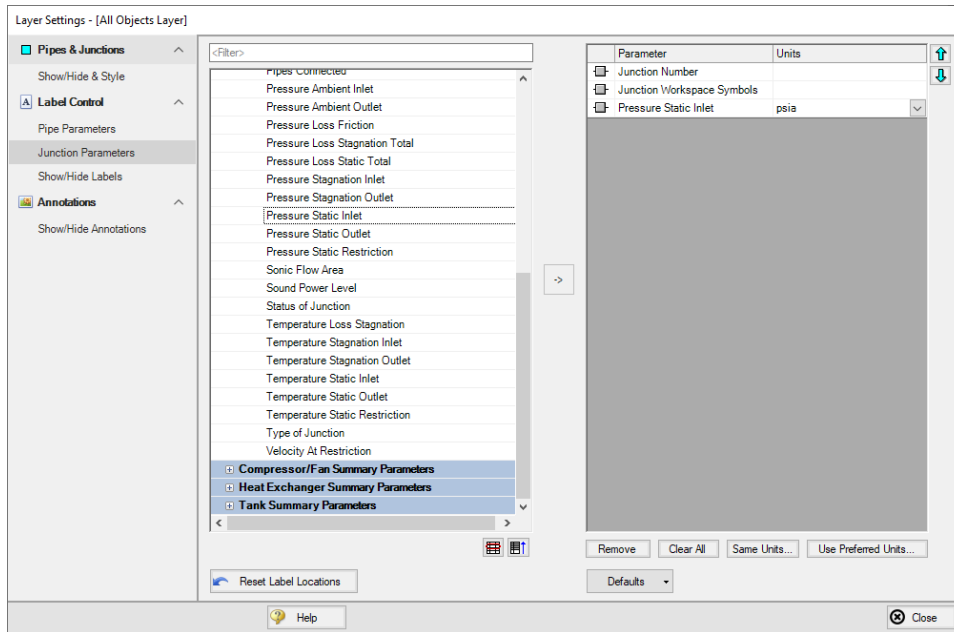 Layer Settings - [All Objects Layer]
Pipes & Junctions
Show/Hide & Style
A Label Control
Pipe Parameters
Junction Parameters
Show/Hide Labels
Annotations
Show/Hide Annotations
<Filter>
Pipes Connected
Pressure Ambient Inlet
Pressure Ambient Outlet
Pressure Loss Friction
Pressure Loss Stagnation Total
Pressure Loss Static Total
Pressure Stagnation Inlet
Pressure Stagnation Outlet
Pressure Static Inlet
Pressure Static Outlet
Pressure Static Restriction
Sonic Flow Area
Sound Power Level
Status of Junction
Temperature Loss Stagnation
Temperature Stagnation Inlet
Temperature Stagnation Outlet
Temperature Static Inlet
Temperature Static Outlet
Temperature Static Restriction
Type of Junction
Velocity At Restriction
Compressor/Fan Summary Parameters
Heat Exchanger Summary Parameters
Tank Summary Parameters
Reset Label Locations
->
Parameter Units
Junction Number
Junction Workspace Symbols
Pressure Static Inlet psia
Remove Clear All Same Units... Use Preferred Units...
Defaults
Help
Close